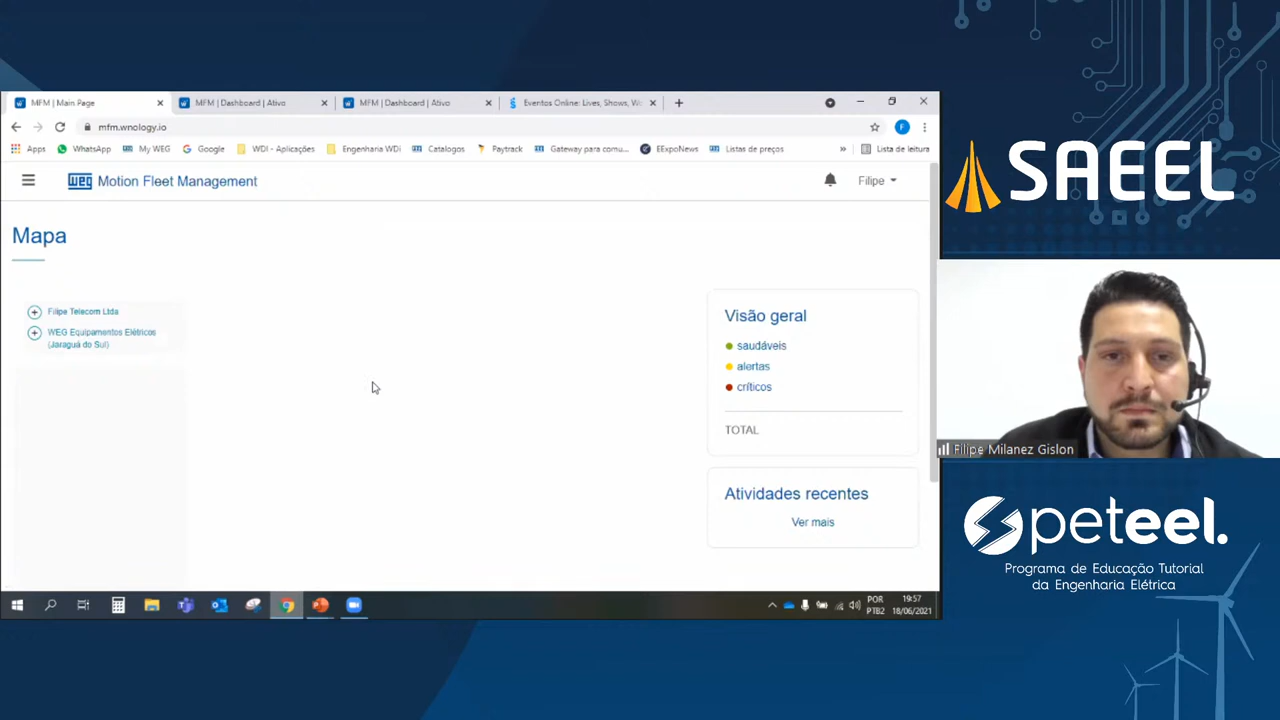 MFM | Main Page
MFM | Dashboard | Ativo
MFM | Dashboard | Ativo
Eventos Online: Lives, Shows, Wo
mfm.wnology.io
F
Apps
WhatsApp
My WEG
Google
WDI - Aplicações
Engenharia WDI
Catalogos
Paytrack
Gateway para comu...
EExpoNews
Listas de preços
»
Lista de leitura
WEG Motion Fleet Management
Filipe
Mapa
Filipe Telecom Ltda
WEG Equipamentos Elétricos
(Jaraguá do Sul)
Visão geral
saudáveis
alertas
críticos
TOTAL
Atividades recentes
Ver mais
POR
PTB2
19:57
18/06/2021
SAEEL
Filipe Milanez Gislon
peteel.
Programa de Educação Tutorial
da Engenharia Elétrica